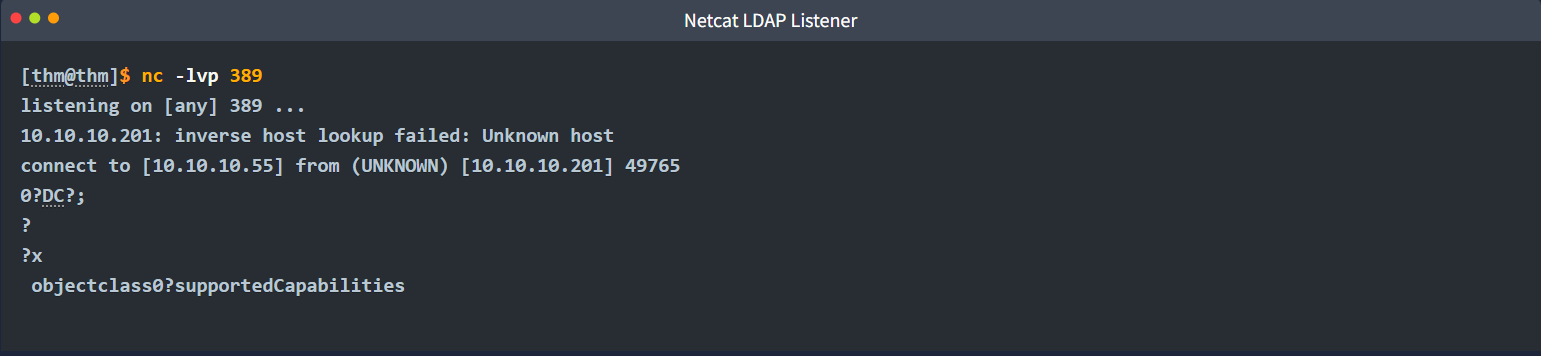 Netcat LDAP Listener
[thm@thm]$ nc -lvp 389
listening on [any] 389 ...
10.10.10.201: inverse host lookup failed: Unknown host
connect to [10.10.10.55] from (UNKNOWN) [10.10.10.201] 49765
0?DC?;
?
?x
 objectclass0?supportedCapabilities